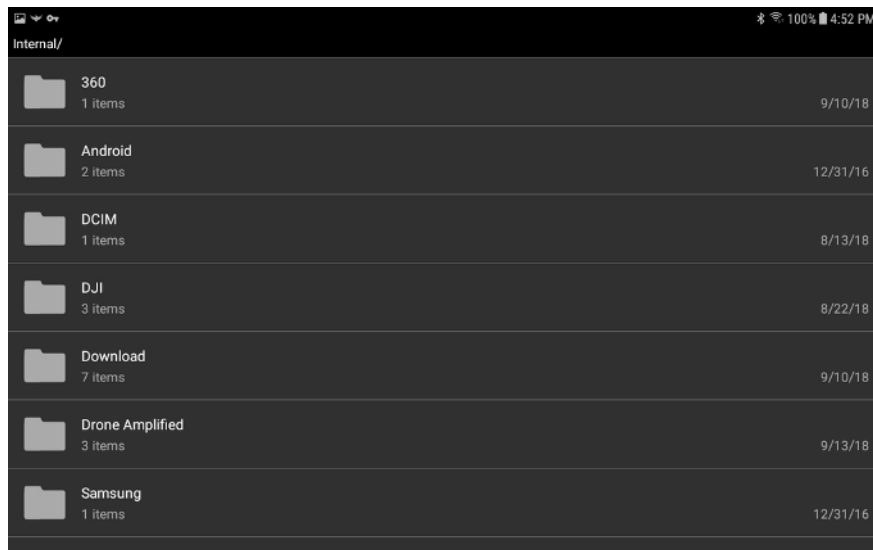 100% 4:52 PM
Internal/
360
1 items
9/10/18
Android
2 items
12/31/16
DCIM
1 items
8/13/18
DJI
3 items
8/22/18
Download
7 items
9/10/18
Drone Amplified
3 items
9/13/18
Samsung
1 items
12/31/16